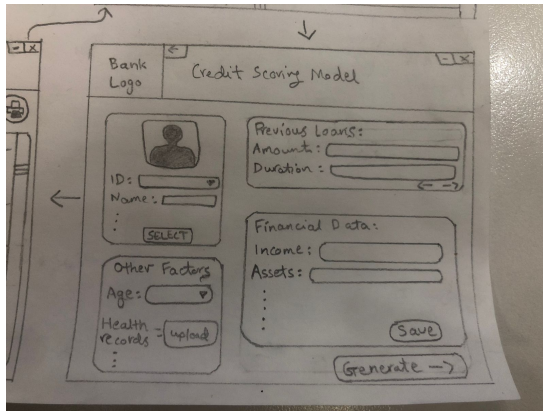 Bank
Logo
Credit Scoring Model
ID:
Name:
SELECT
Previous Loans:
Amount:
Duration:
Other Factors
Age:
Health
records
upload
Financial Data:
Income:
Assets:
Save
Generate →